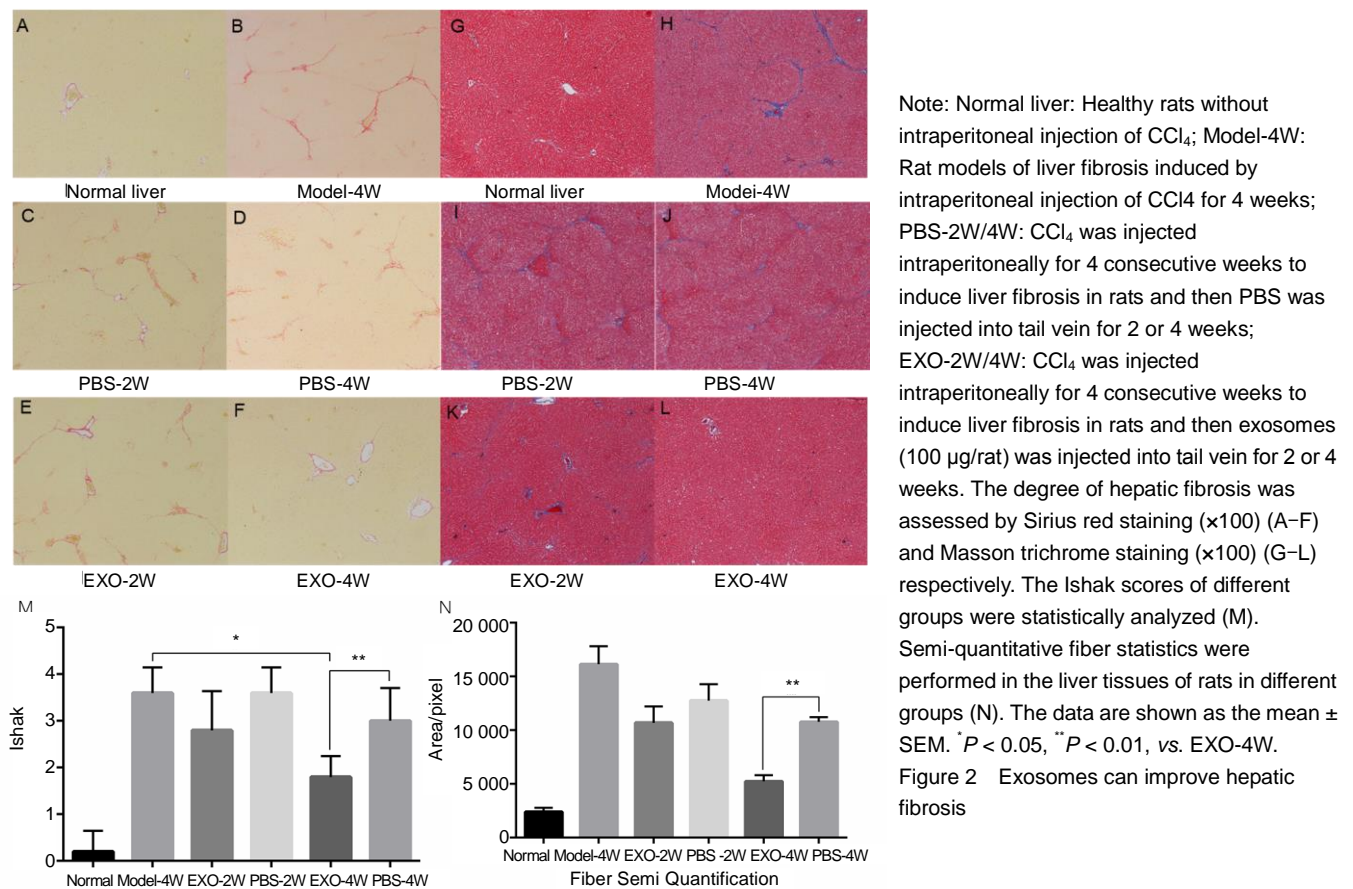 A
B
G
H
Normal liver
Model-4W
Normal liver
Modei-4W
C
D
I
J
PBS-2W
PBS-4W
PBS-2W
PBS-4W
E
F
K
L
EXO-2W
EXO-4W
EXO-2W
EXO-4W
M
5
4
3
2
1
0
Ishak
*
**
Normal Model-4W EXO-2W PBS-2W EXO-4W PBS-4W
N
20 000
15 000
10 000
5 000
0
Area/pixel
**
Normal Model-4W EXO-2W PBS -2W EXO-4W PBS-4W
Fiber Semi Quantification
Note: Normal liver: Healthy rats without
intraperitoneal injection of CCl₄; Model-4W:
Rat models of liver fibrosis induced by
intraperitoneal injection of CCl4 for 4 weeks;
PBS-2W/4W: CCl₄ was injected
intraperitoneally for 4 consecutive weeks to
induce liver fibrosis in rats and then PBS was
injected into tail vein for 2 or 4 weeks;
EXO-2W/4W: CCl₄ was injected
intraperitoneally for 4 consecutive weeks to
induce liver fibrosis in rats and then exosomes
(100 μg/rat) was injected into tail vein for 2 or 4
weeks. The degree of hepatic fibrosis was
assessed by Sirius red staining (×100) (A−F)
and Masson trichrome staining (×100) (G−L)
respectively. The Ishak scores of different
groups were statistically analyzed (M).
Semi-quantitative fiber statistics were
performed in the liver tissues of rats in different
groups (N). The data are shown as the mean ±
SEM. *P < 0.05, **P < 0.01, vs. EXO-4W.
Figure 2 Exosomes can improve hepatic
fibrosis